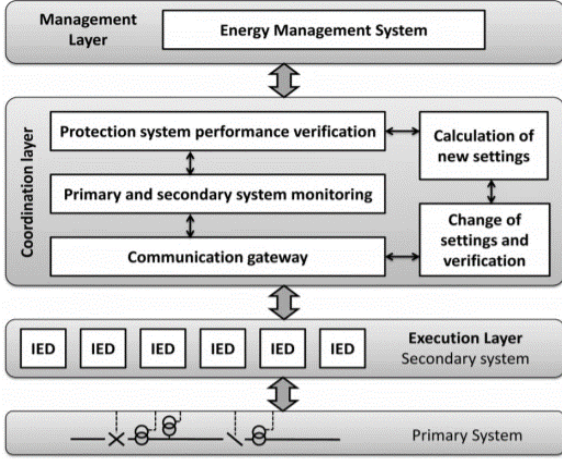 Management
Layer
Energy Management System
Coordination layer
Protection system performance verification
Calculation of
new settings
Primary and secondary system monitoring
Change of
settings and
verification
Communication gateway
IED IED IED IED IED IED
Execution Layer
Secondary system
Primary System